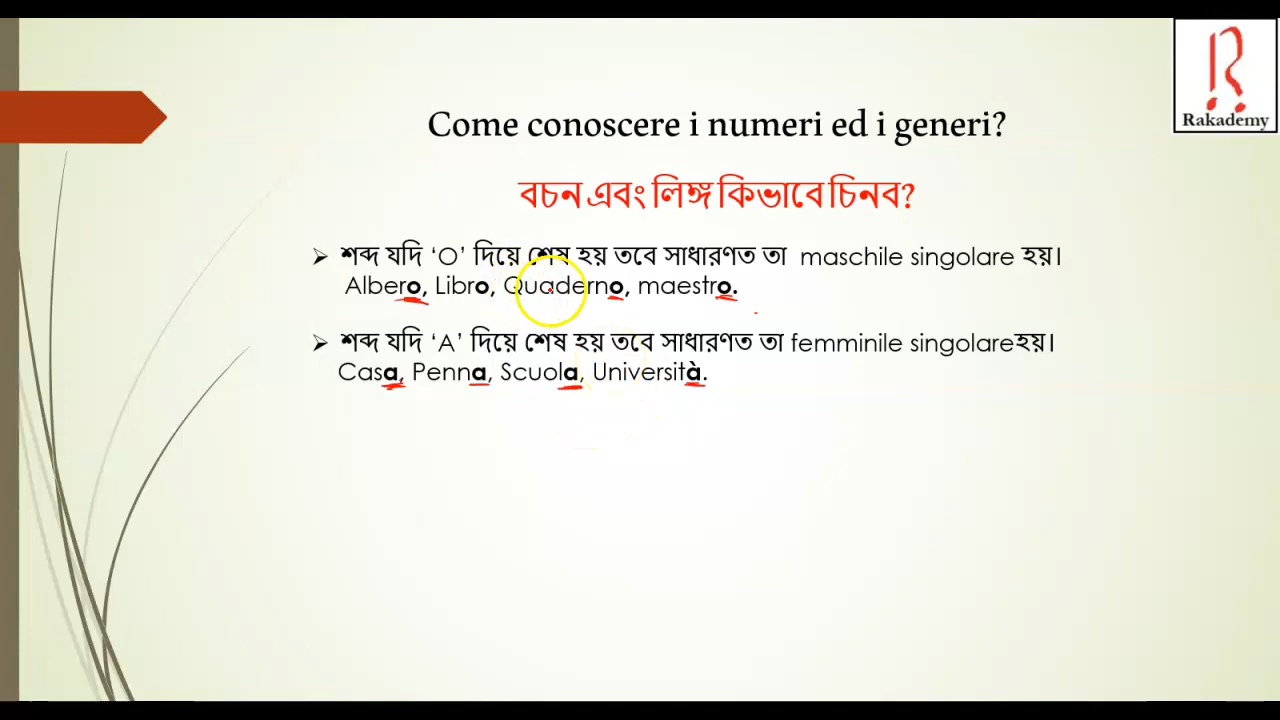 Rakademy
Come conoscere i numeri ed i generi?
বচন এবং লিঙ্গ কিভাবে চিনব?
➢ শব্দ যদি ‘O’ দিয়ে শেষ হয় তবে সাধারণত তা maschile singolare হয়।
Albero, Libro, Quaderno, maestro.
➢ শব্দ যদি ‘A’ দিয়ে শেষ হয় তবে সাধারণত তা femminile singolareহয়।
Casa, Penna, Scuola, Università.